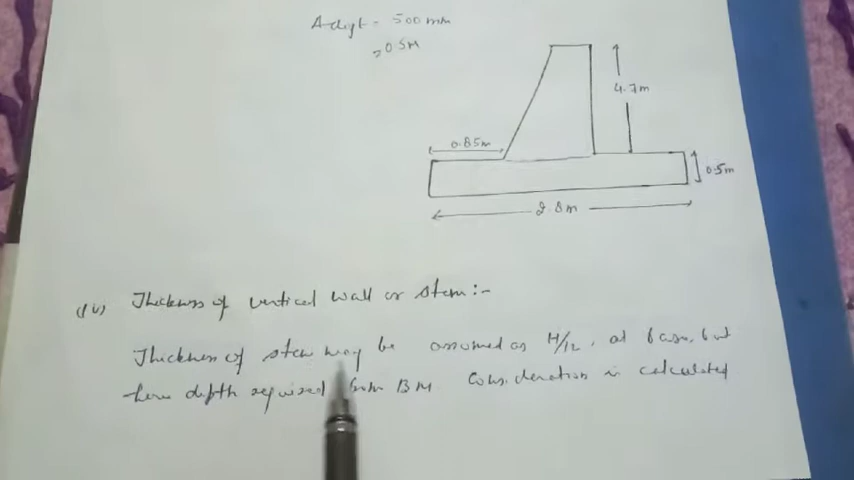 Adopt = 500 mm
= 0.5M
4.7m
0.85m
0.5m
2.8m
(iv) Thickness of vertical wall or stem:-
Thickness of stem may be assumed as H/12, at base, but
here depth required from BM Consideration is calculated